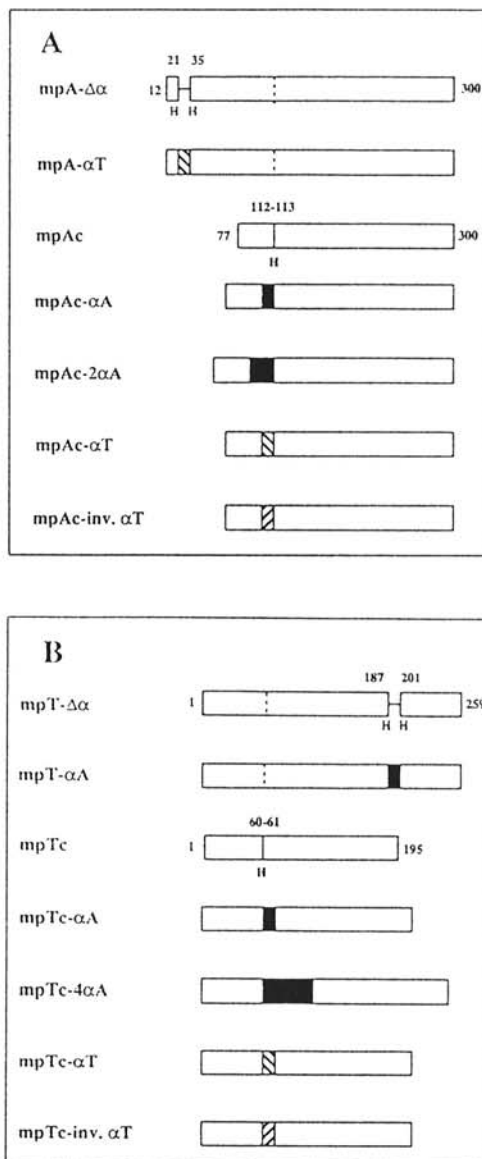 A
21 35
mpA-Δα 12 300
H H
mpA-αT
112-113
mpAc 77 300
H
mpAc-αA
mpAc-2αA
mpAc-αT
mpAc-inv. αT
B
187 201
mpT-Δα 1 259
H H
mpT-αA
60-61
mpTc 1 195
H
mpTc-αA
mpTc-4αA
mpTc-αT
mpTc-inv. αT